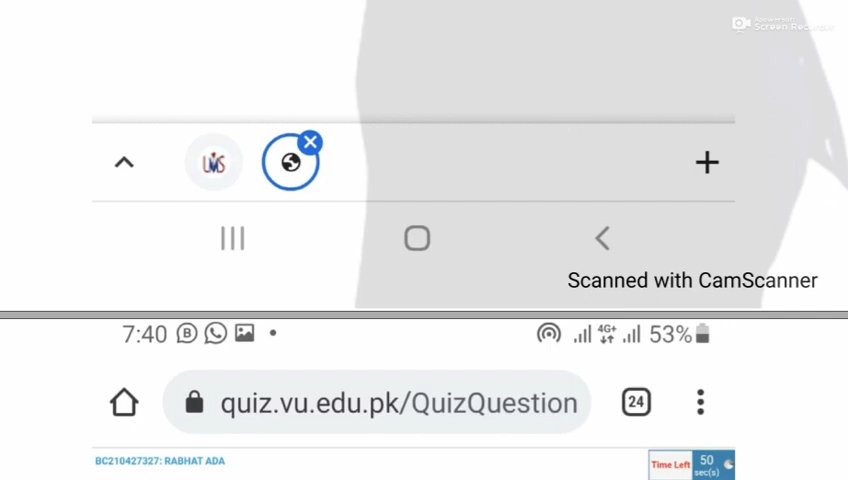 Screen Recorder
LMS
Scanned with CamScanner
7:40
4G+
53%
quiz.vu.edu.pk/QuizQuestion
24
BC210427327: RABHAT ADA
Time Left
50
sec(s)